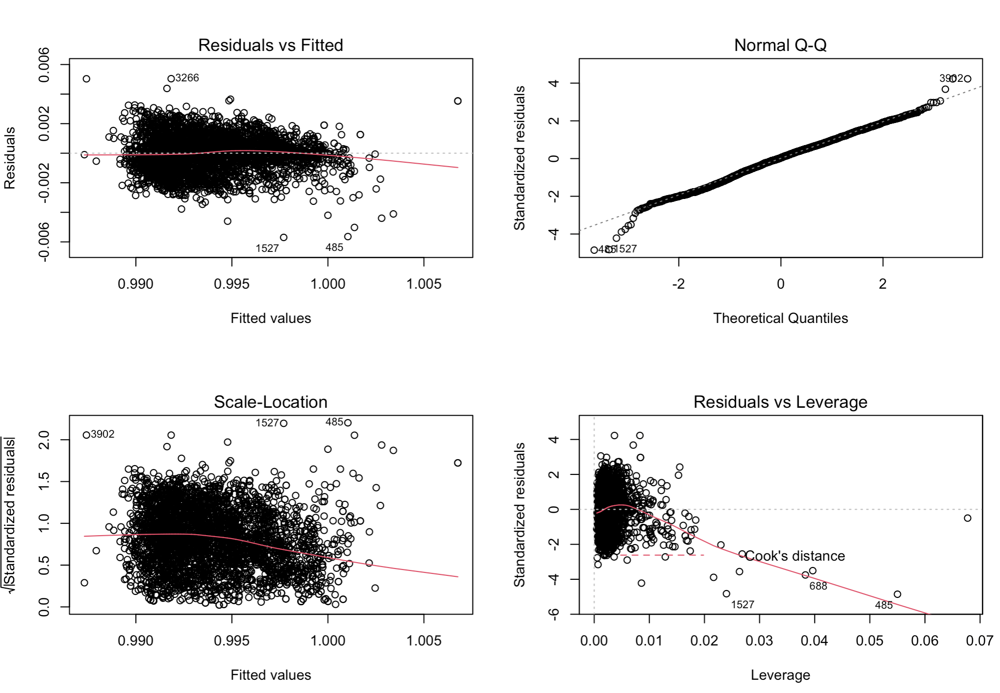 Residuals vs Fitted
Residuals
0.006
0.002
-0.002
-0.006
3266
1527
485
0.990 0.995 1.000 1.005
Fitted values
Normal Q-Q
Standardized residuals
4
2
0
-2
-4
3902
485
1527
-2 0 2
Theoretical Quantiles
Scale-Location
√|Standardized residuals|
2.0
1.5
1.0
0.5
0.0
3902
1527
485
0.990 0.995 1.000 1.005
Fitted values
Residuals vs Leverage
Standardized residuals
4
2
0
-2
-4
-6
Cook's distance
688
1527
485
0.00 0.01 0.02 0.03 0.04 0.05 0.06 0.07
Leverage